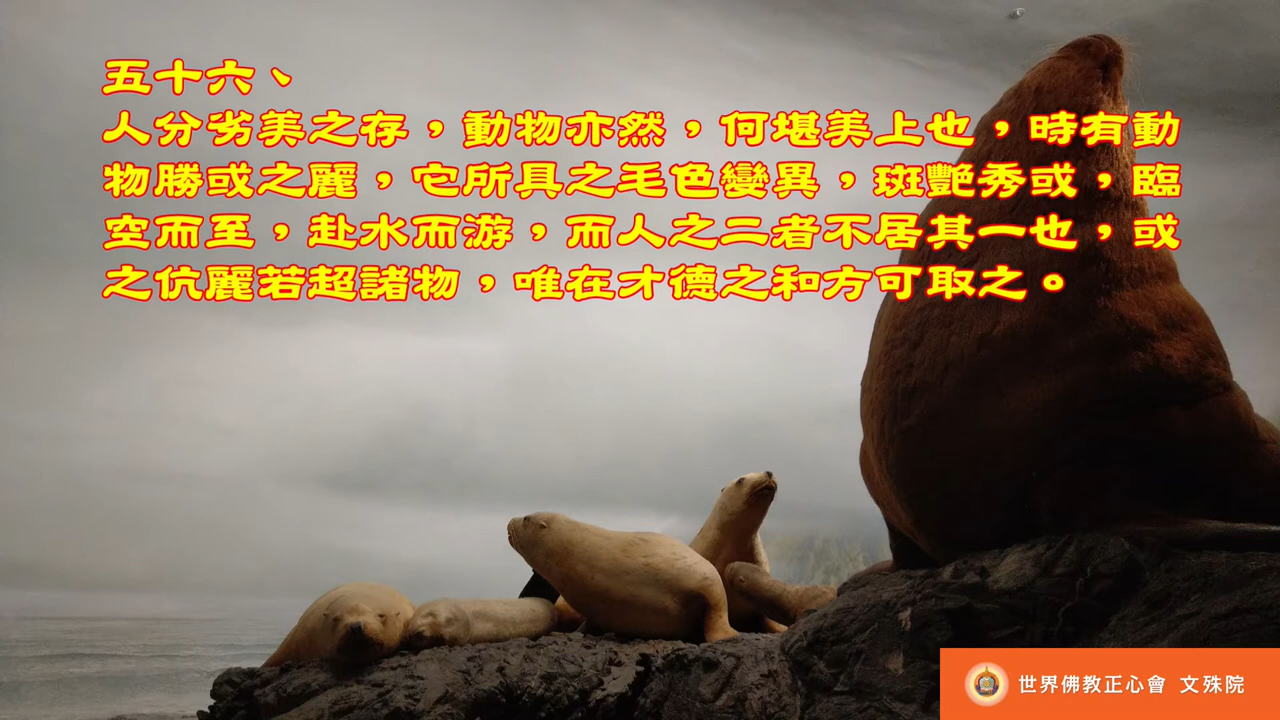 五十六、
人分劣美之存，動物亦然，何堪美上也，時有動
物勝或之麗，它所具之毛色變異，斑艷秀或，臨
空而至，赴水而游，而人之二者不居其一也，或
之伉麗若超諸物，唯在才德之和方可取之。
世界佛教正心會 文殊院